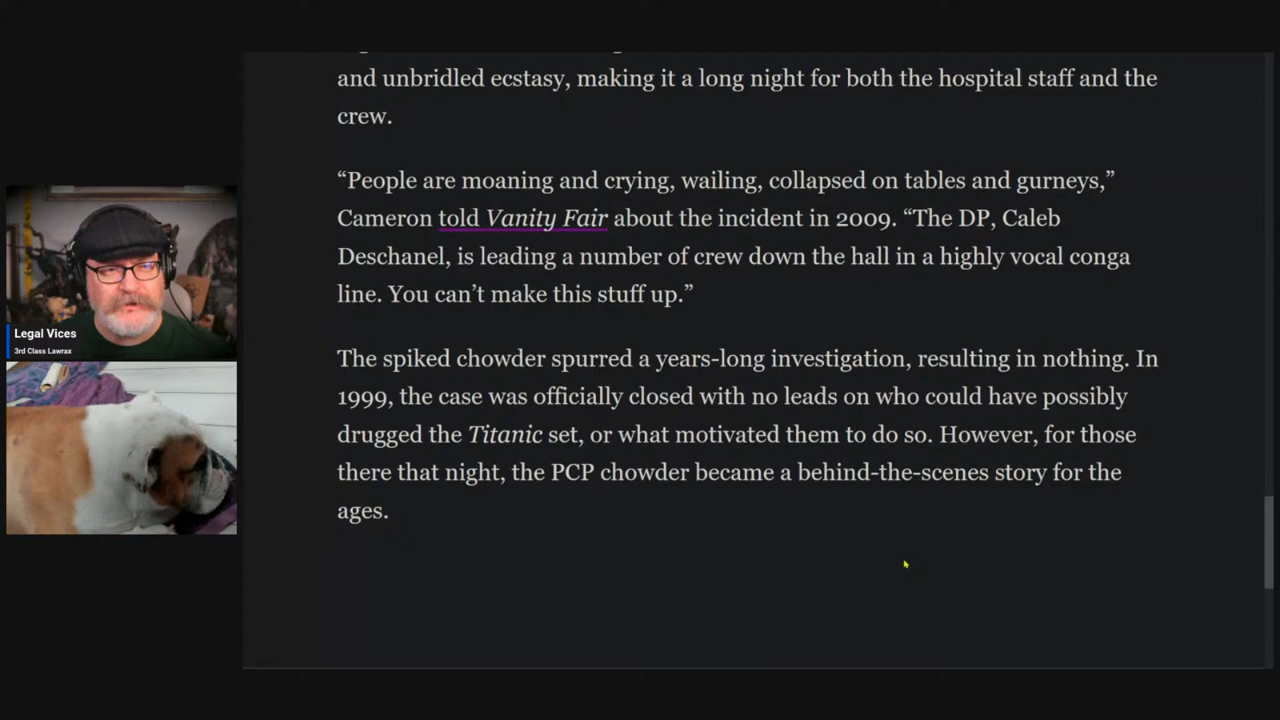 and unbridled ecstasy, making it a long night for both the hospital staff and the
crew.
“People are moaning and crying, wailing, collapsed on tables and gurneys,”
Cameron told Vanity Fair about the incident in 2009. “The DP, Caleb
Deschanel, is leading a number of crew down the hall in a highly vocal conga
line. You can’t make this stuff up.”
The spiked chowder spurred a years-long investigation, resulting in nothing. In
1999, the case was officially closed with no leads on who could have possibly
drugged the Titanic set, or what motivated them to do so. However, for those
there that night, the PCP chowder became a behind-the-scenes story for the
ages.
Legal Vices
3rd Class Lawrax